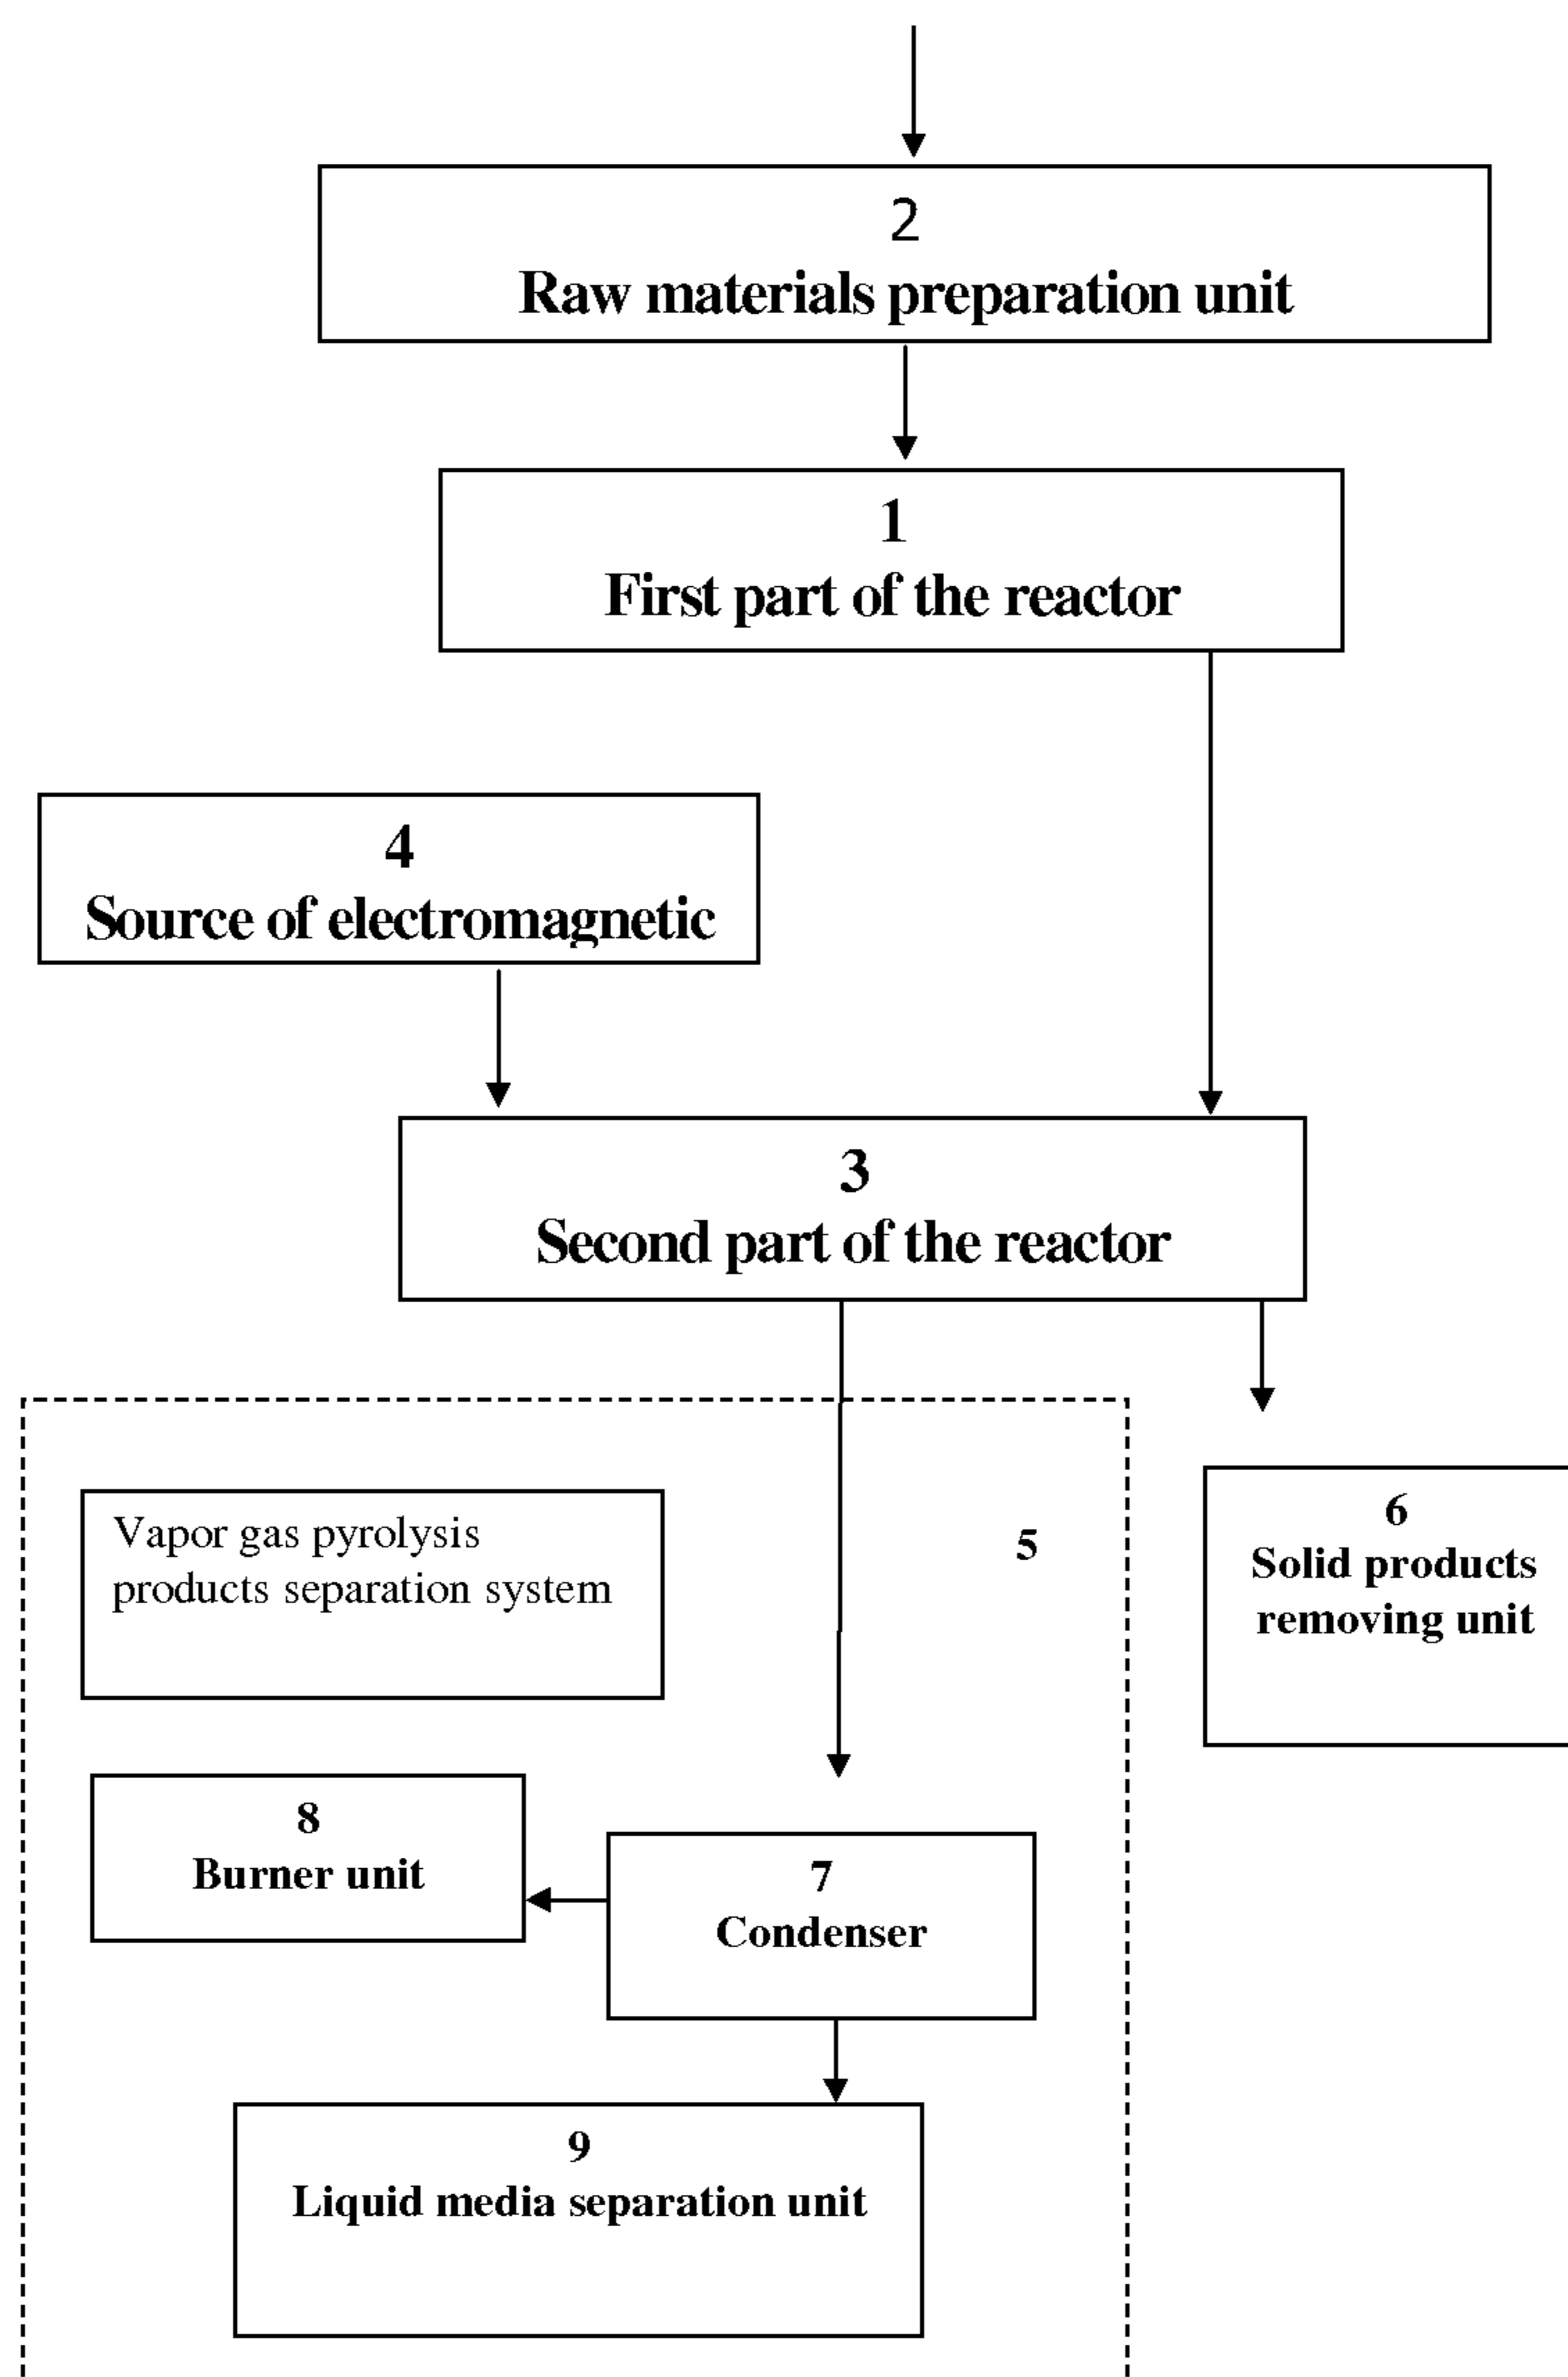 2
Raw materials preparation unit
1
First part of the reactor
4
Source of electromagnetic
3
Second part of the reactor
Vapor gas pyrolysis
products separation system
5
6
Solid products
removing unit
8
Burner unit
7
Condenser
9
Liquid media separation unit